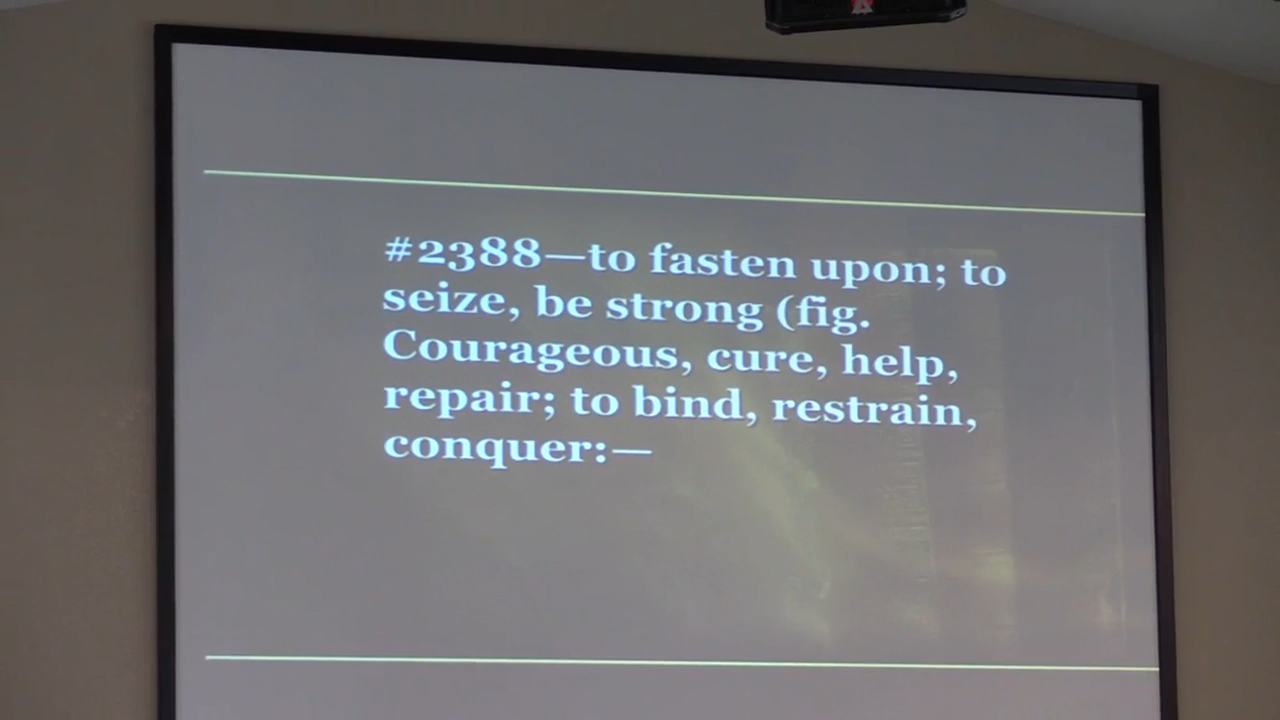 #2388—to fasten upon; to
seize, be strong (fig.
Courageous, cure, help,
repair; to bind, restrain,
conquer:—